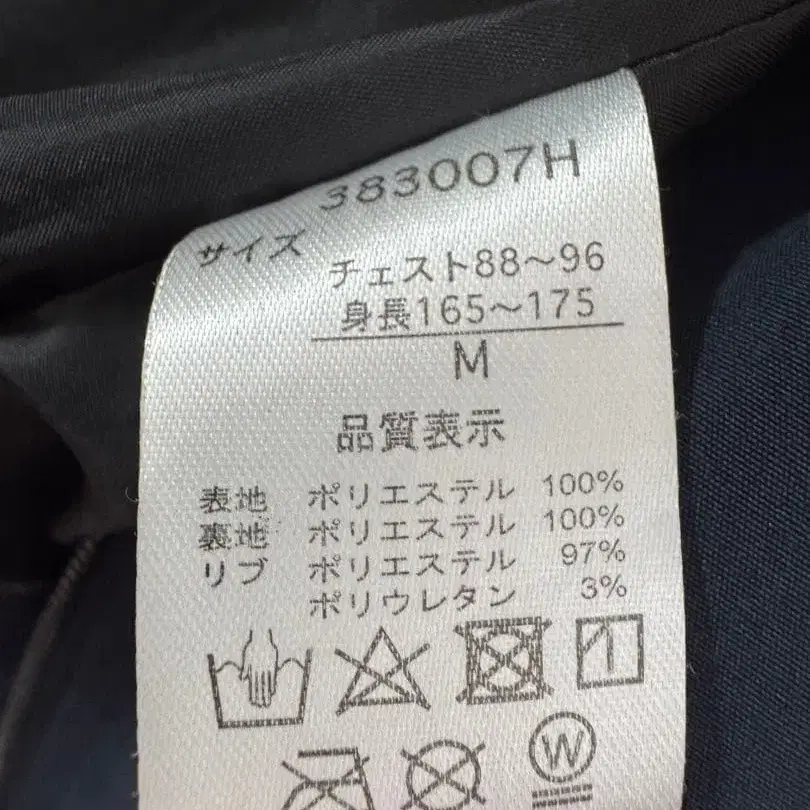 383007H
サイズ
チェスト88〜96
身長165〜175
M
品質表示
表地 ポリエステル 100%
裏地 ポリエステル 100%
リブ ポリエステル 97%
ポリウレタン 3%
W